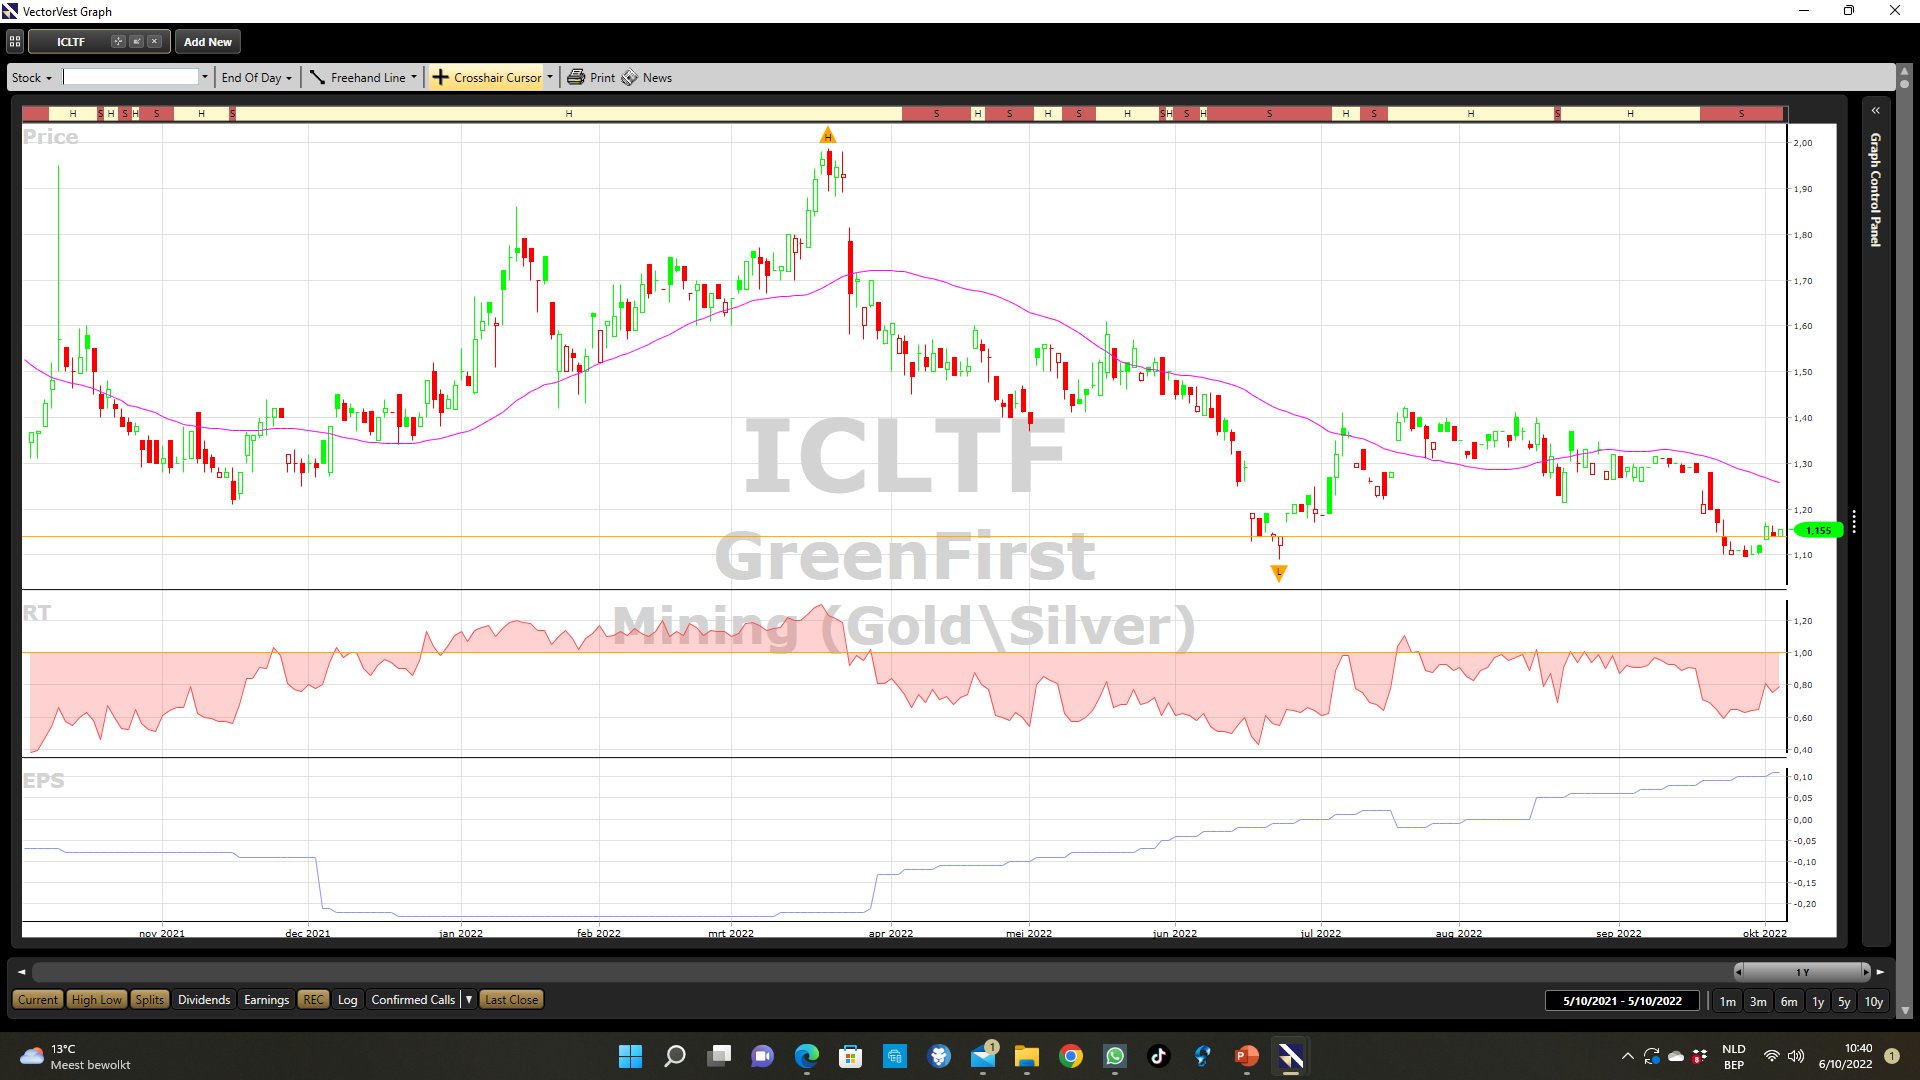 VectorVest Graph
ICLTF Add New
Stock End Of Day Freehand Line Crosshair Cursor Print News
H S H S H S H S H S H S H S H S H S H S H S H S H S H S
Price
H
2,00
1,90
1,80
1,70
1,60
1,50
1,40
1,30
1,20
1,155
1,10
L
ICLTF
GreenFirst
Mining (Gold\Silver)
RT
1,20
1,00
0,80
0,60
0,40
EPS
0,10
0,05
0,00
-0,05
-0,10
-0,15
-0,20
nov 2021 dec 2021 jan 2022 feb 2022 mrt 2022 apr 2022 mei 2022 jun 2022 jul 2022 aug 2022 sep 2022 okt 2022
Graph Control Panel
1 Y
Current High Low Splits Dividends Earnings REC Log Confirmed Calls Last Close
5/10/2021 - 5/10/2022 1m 3m 6m 1y 5y 10y
13°C
Meest bewolkt
1
P
8
NLD
BEP
10:40
6/10/2022
1